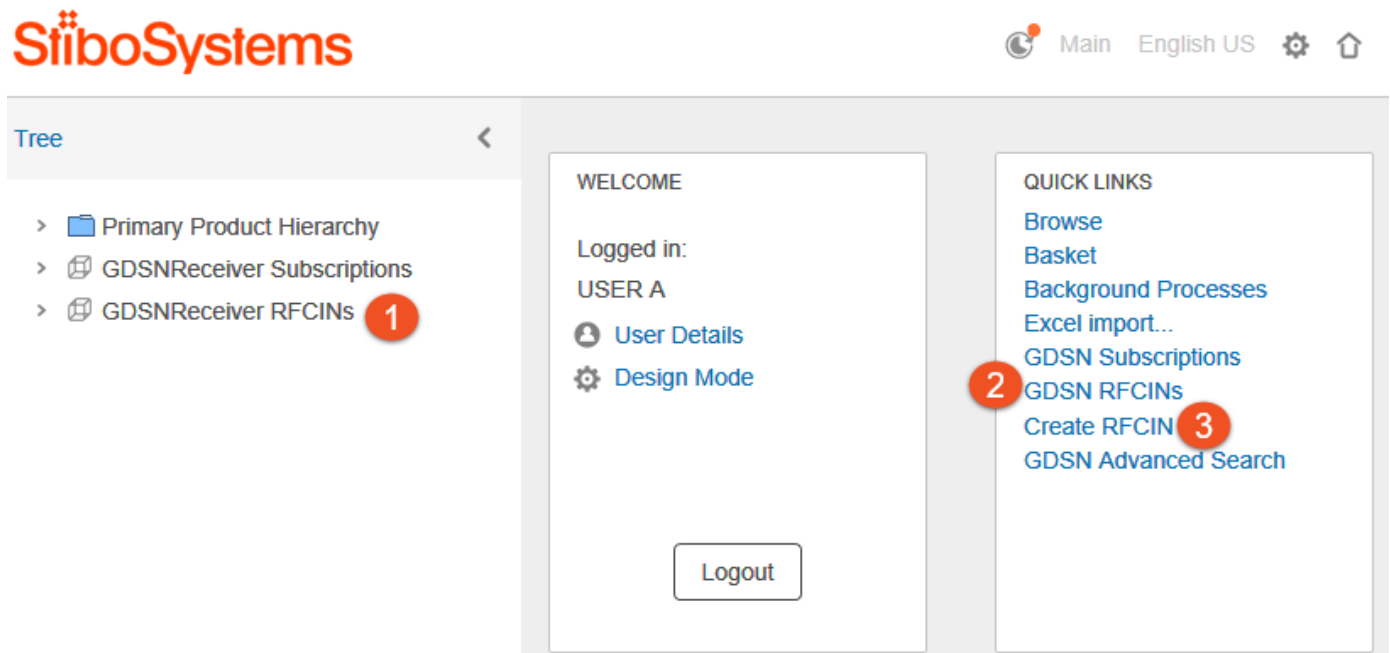 StiboSystems
Main English US
Tree
Primary Product Hierarchy
GDSNReceiver Subscriptions
GDSNReceiver RFCINs 1
WELCOME
Logged in:
USER A
User Details
Design Mode
Logout
QUICK LINKS
Browse
Basket
Background Processes
Excel import...
GDSN Subscriptions
2 GDSN RFCINs
Create RFCIN 3
GDSN Advanced Search